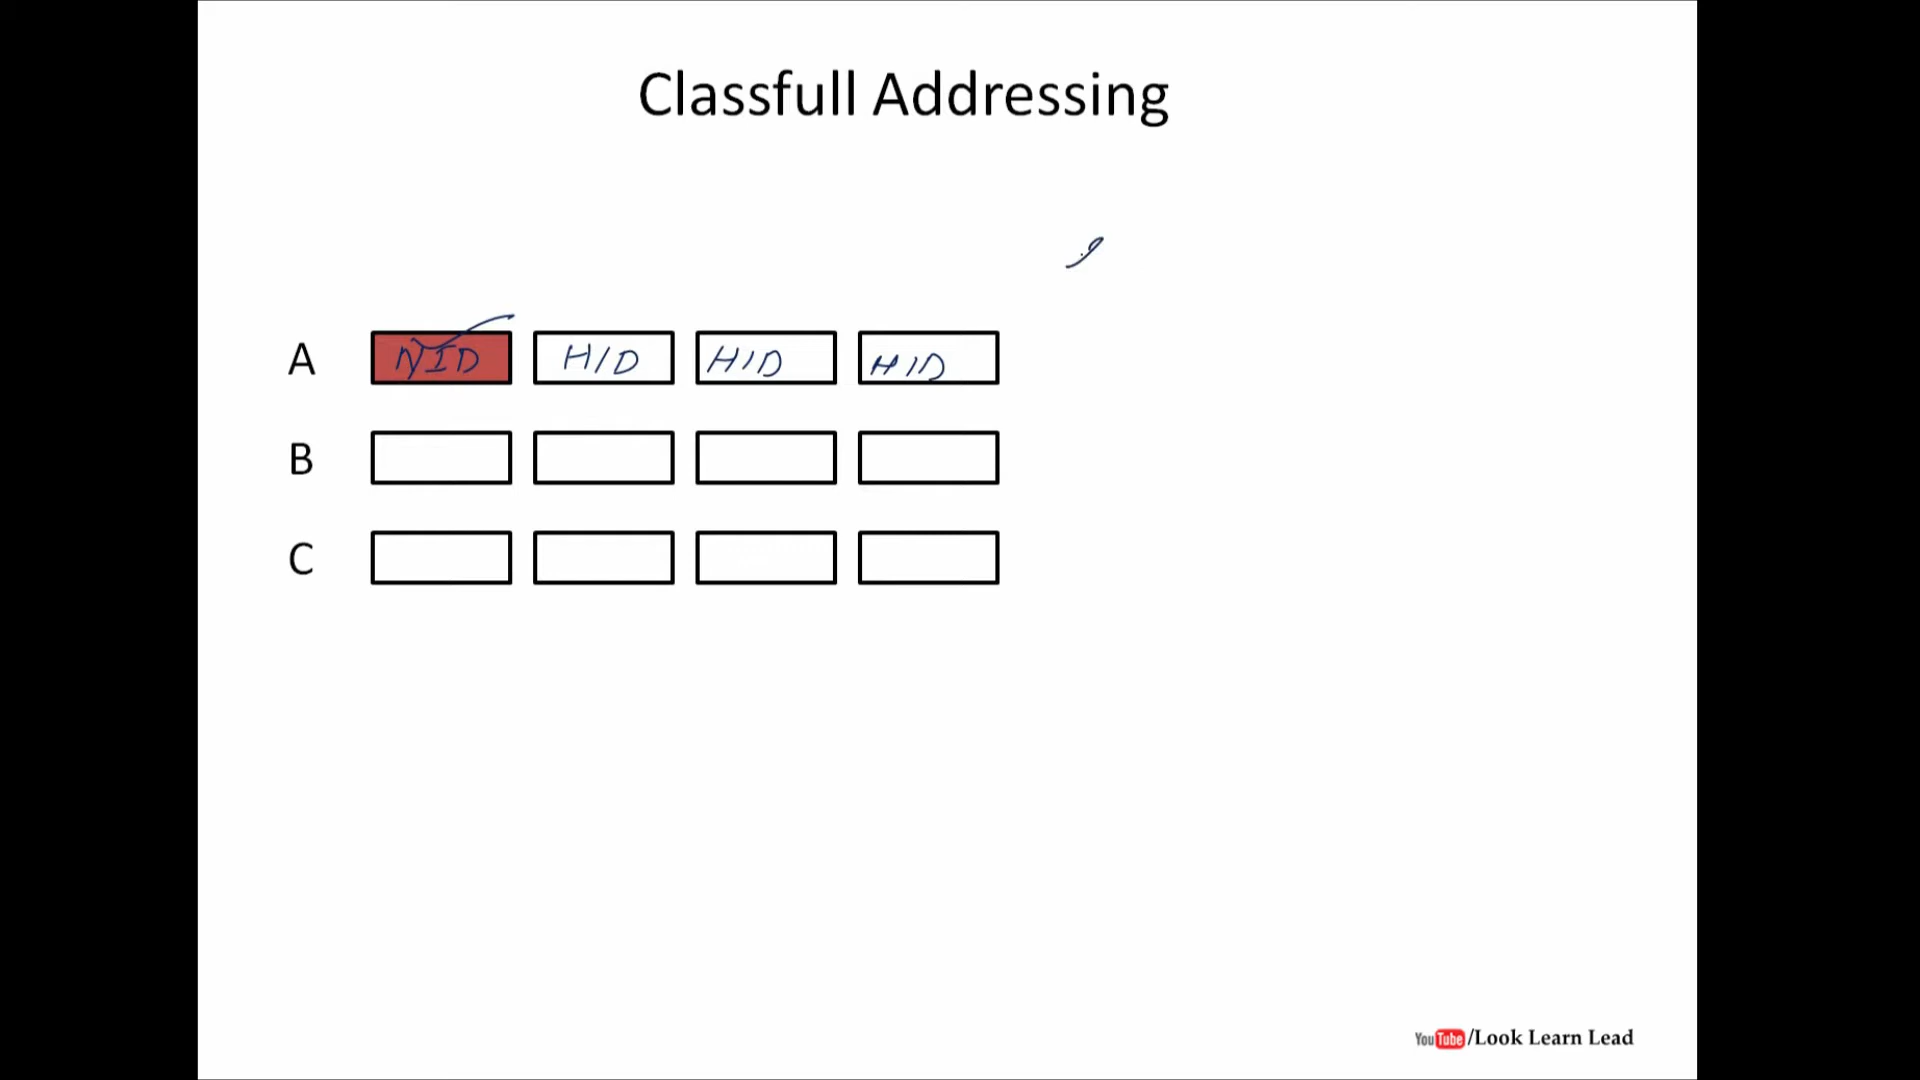 Classfull Addressing
A NID HID HID HID
B
C
YouTube/Look Learn Lead